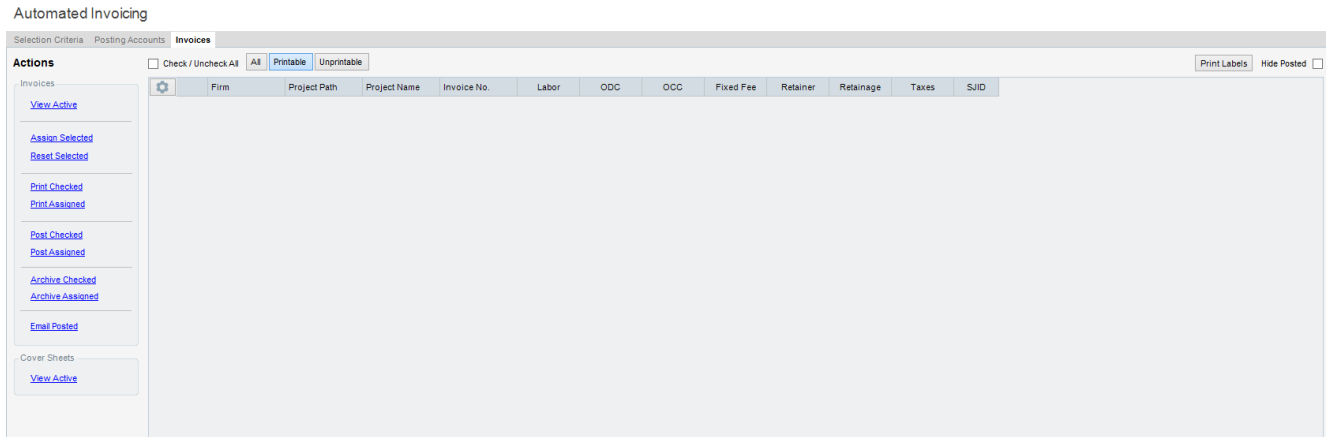 Automated Invoicing
Selection Criteria Posting Accounts Invoices
Actions
Check / Uncheck All All Printable Unprintable
Print Labels Hide Posted
Invoices
View Active
Assign Selected
Reset Selected
Print Checked
Print Assigned
Post Checked
Post Assigned
Archive Checked
Archive Assigned
Email Posted
Cover Sheets
View Active
Firm Project Path Project Name Invoice No. Labor ODC OCC Fixed Fee Retainer Retainage Taxes SJID